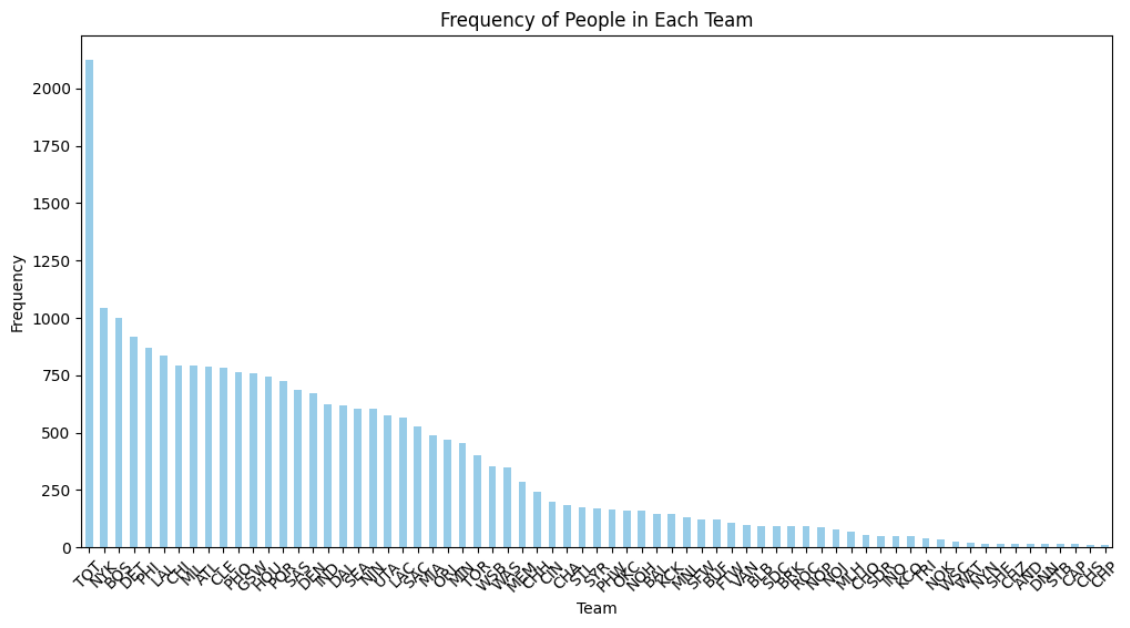 Frequency of People in Each Team
Frequency
2000
1750
1500
1250
1000
750
500
250
0
TOT
NYK
BOS
DET
PHI
LAL
CHI
MIL
ATL
CLE
PHO
GSW
HOU
POR
SAS
DEN
IND
DAL
SEA
NJN
UTA
LAC
SAC
MIA
ORL
MIN
TOR
WSB
WAS
MEM
CHH
CIN
CHA
STL
SYR
PHW
OKC
NOH
BAL
KCK
MNL
SFW
BUF
FTW
VAN
BLB
SDC
BRK
ROC
NOP
NOJ
MLH
CHO
SDR
INO
KCO
TRI
NOK
WSC
WAT
NYN
SHE
CHZ
AND
DNN
STB
CAP
CHS
CHP
Team